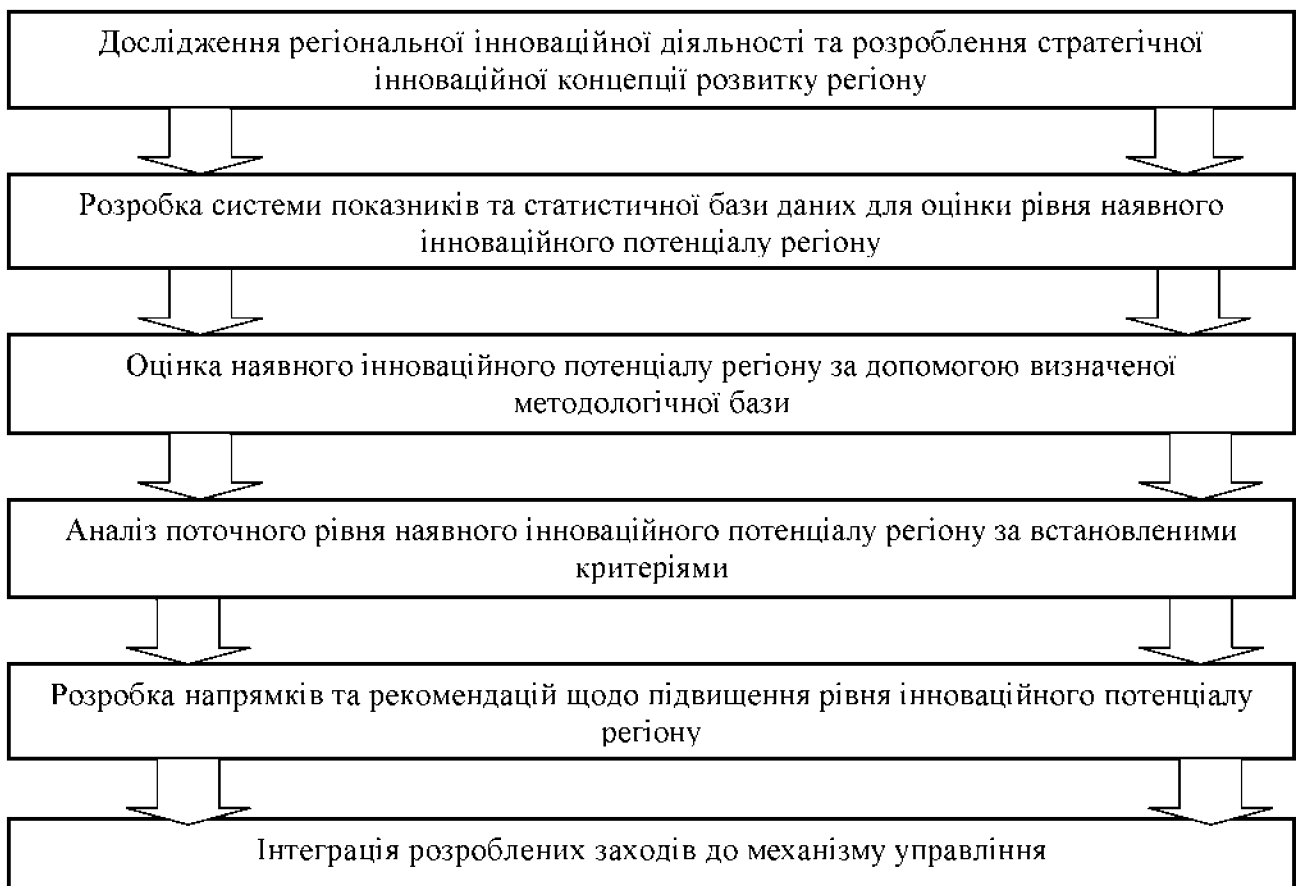 Дослідження регіональної інноваційної діяльності та розроблення стратегічної
інноваційної концепції розвитку регіону
Розробка системи показників та статистичної бази даних для оцінки рівня наявного
інноваційного потенціалу регіону
Оцінка наявного інноваційного потенціалу регіону за допомогою визначеної
методологічної бази
Аналіз поточного рівня наявного інноваційного потенціалу регіону за встановленими
критеріями
Розробка напрямків та рекомендацій щодо підвищення рівня інноваційного потенціалу
регіону
Інтеграція розроблених заходів до механізму управління